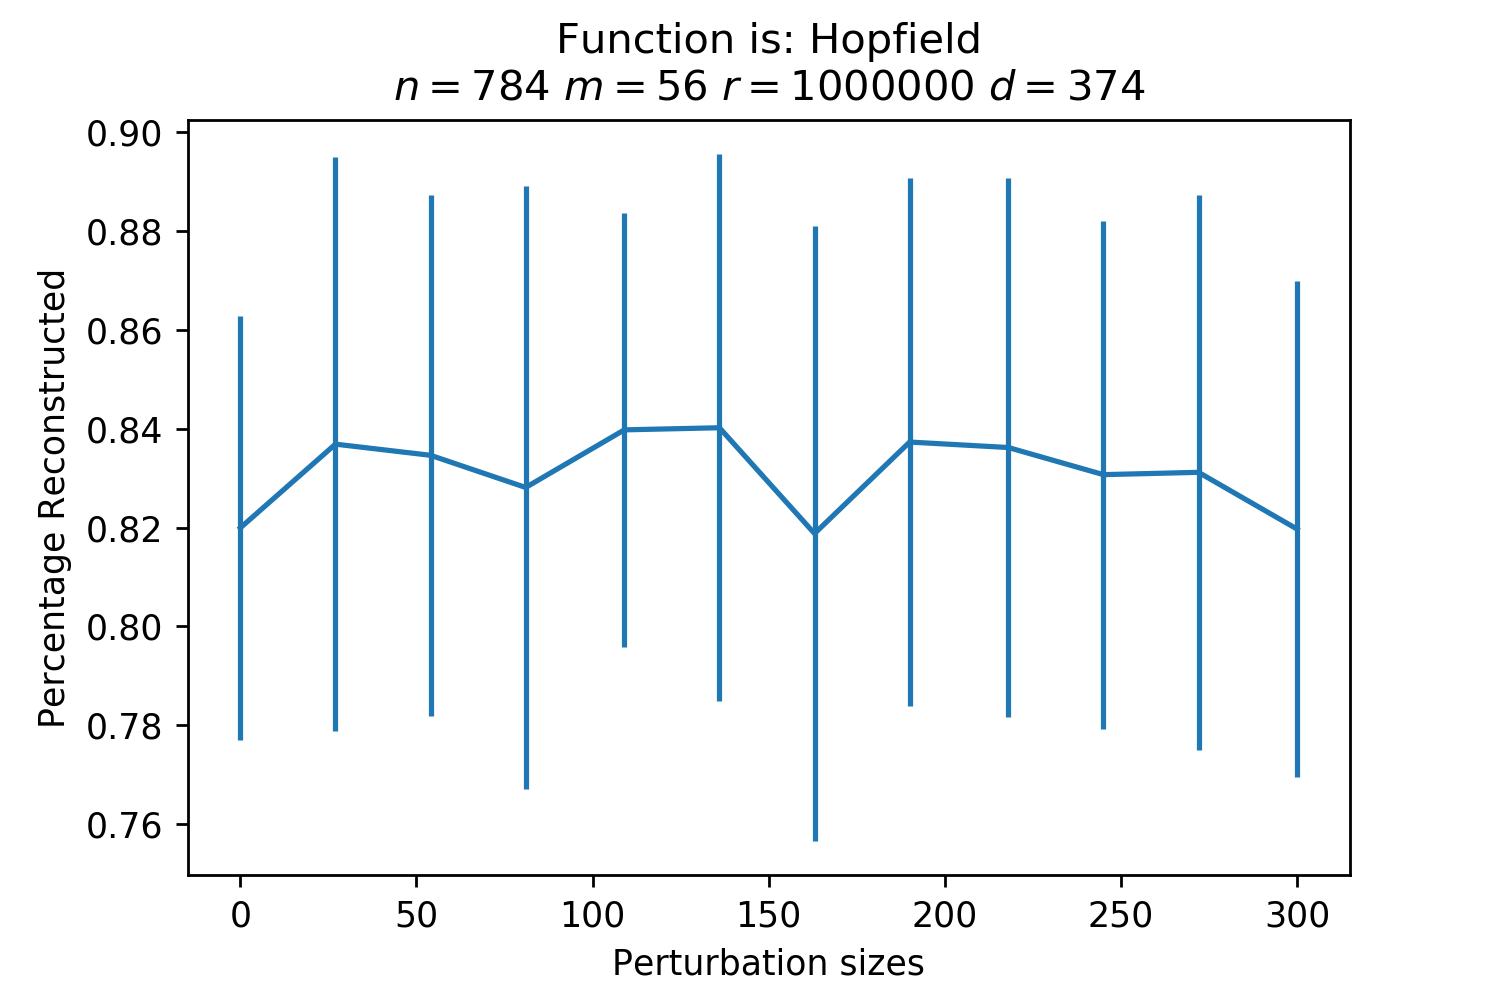 Function is: Hopfield
n = 784 m = 56 r = 1000000 d = 374
0.90
0.88
0.86
0.84
0.82
0.80
0.78
0.76
Percentage Reconstructed
0 50 100 150 200 250 300
Perturbation sizes